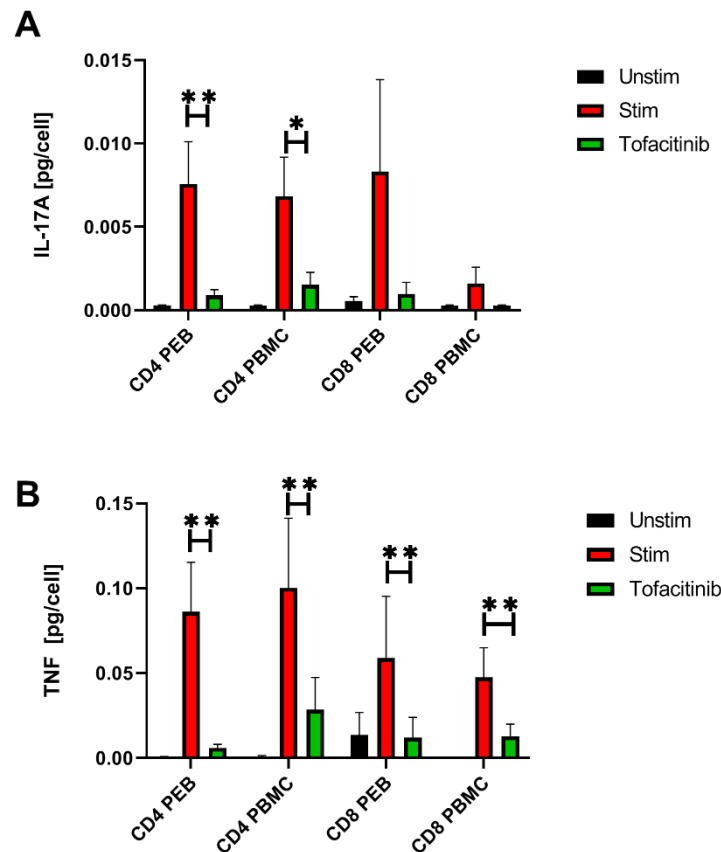 A
IL-17A [pg/cell]
0.015
0.010
0.005
0.000
** * 
CD4 PEB
CD4 PBMC
CD8 PEB
CD8 PBMC
Unstim
Stim
Tofacitinib
B
TNF [pg/cell]
0.15
0.10
0.05
0.00
** ** ** **
CD4 PEB
CD4 PBMC
CD8 PEB
CD8 PBMC
Unstim
Stim
Tofacitinib